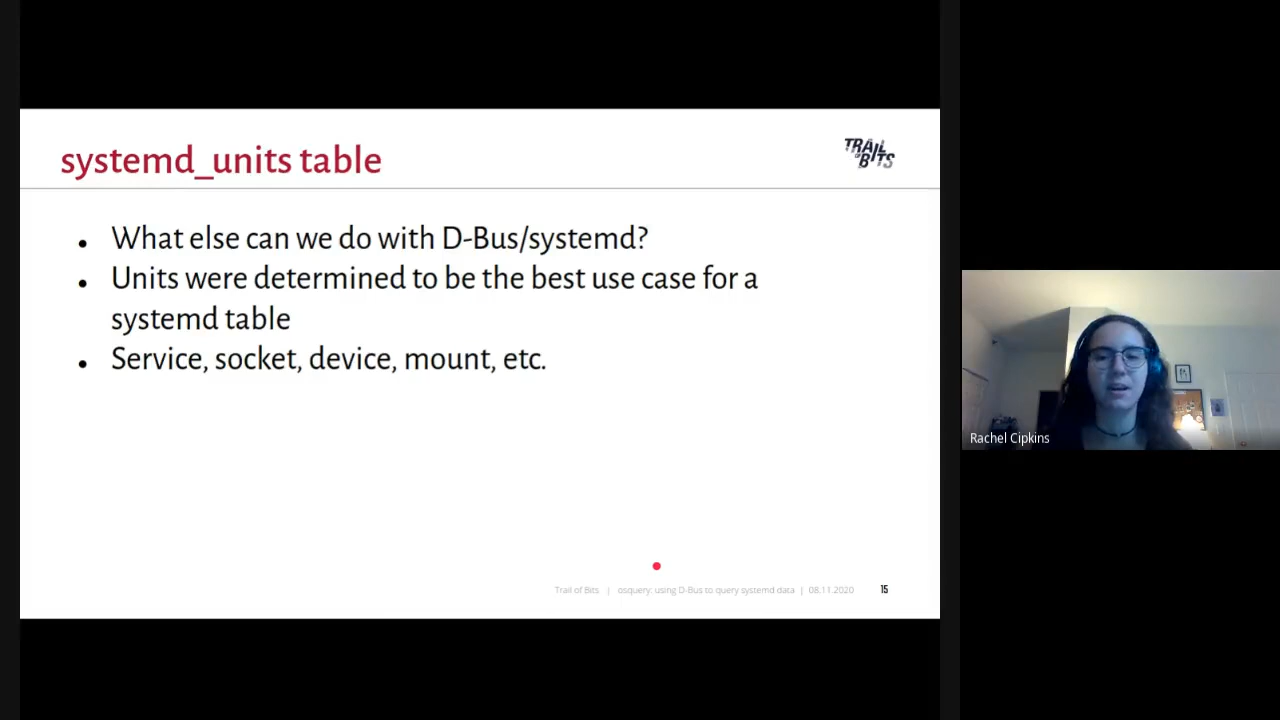 systemd_units table
TRAIL
OF
BITS
What else can we do with D-Bus/systemd?
Units were determined to be the best use case for a
systemd table
Service, socket, device, mount, etc.
Trail of Bits | osquery: using D-Bus to query systemd data | 08.11.2020 15
Rachel Cipkins